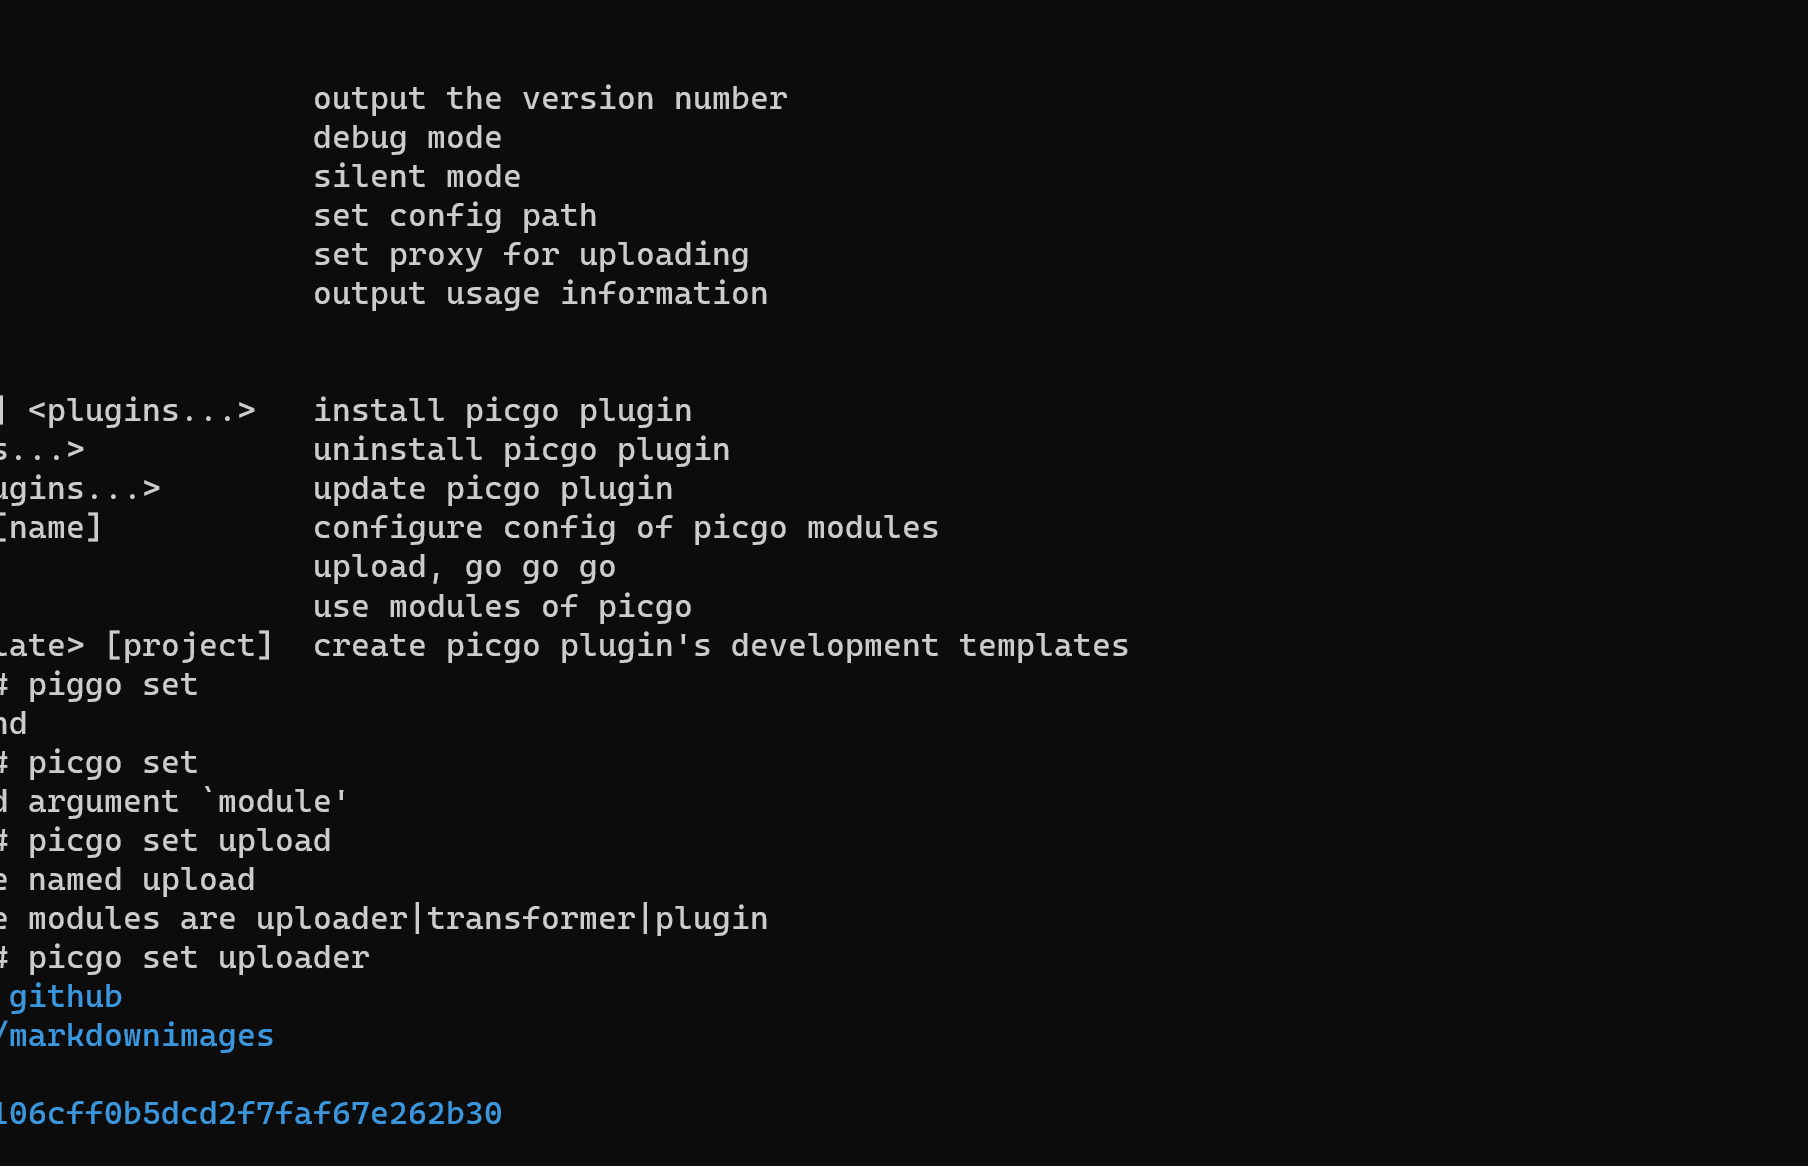 output the version number
debug mode
silent mode
set config path
set proxy for uploading
output usage information
] <plugins...> install picgo plugin
s...> uninstall picgo plugin
ugins...> update picgo plugin
[name] configure config of picgo modules
upload, go go go
use modules of picgo
late> [project] create picgo plugin's development templates
# piggo set
nd
# picgo set
d argument `module'
# picgo set upload
e named upload
e modules are uploader|transformer|plugin
# picgo set uploader
github
/markdownimages
106cff0b5dcd2f7faf67e262b30